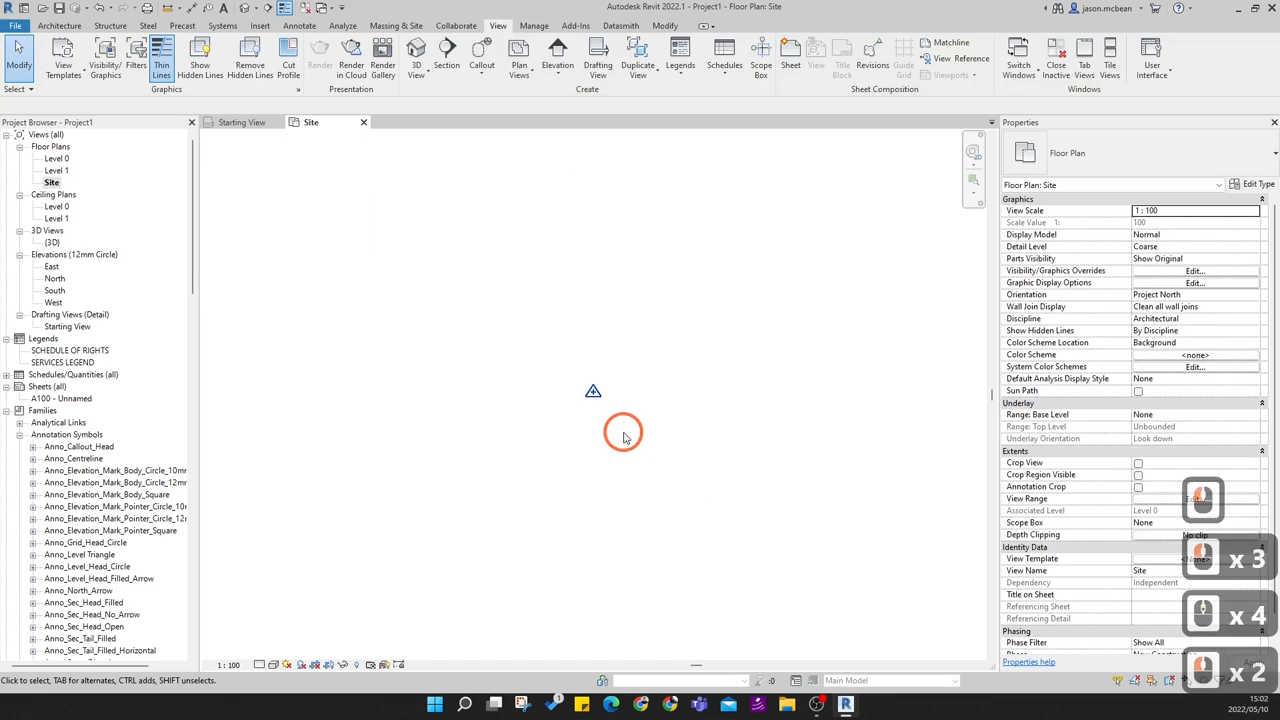 Autodesk Revit 2022.1 - Project1 - Floor Plan: Site
jason.mcbean
File Architecture Structure Steel Precast Systems Insert Annotate Analyze Massing & Site Collaborate View Manage Add-Ins Datasmith Modify
Modify
View Templates
Visibility/ Graphics
Filters
Thin Lines
Show Hidden Lines
Remove Hidden Lines
Cut Profile
Render
Render in Cloud
Render Gallery
3D View
Section
Callout
Plan Views
Elevation
Drafting View
Duplicate View
Legends
Schedules
Scope Box
Sheet
View
Title Block
Revisions
Guide Grid
Matchline
View Reference
Viewports
Switch Windows
Close Inactive
Tab Views
Tile Views
User Interface
Select Graphics Presentation Create Sheet Composition Windows
Project Browser - Project1
Starting View
Site
Properties
Views (all)
Floor Plans
Level 0
Level 1
Site
Ceiling Plans
Level 0
Level 1
3D Views
(3D)
Elevations (12mm Circle)
East
North
South
West
Drafting Views (Detail)
Starting View
Legends
SCHEDULE OF RIGHTS
SERVICES LEGEND
Schedules/Quantities (all)
Sheets (all)
A100 - Unnamed
Families
Analytical Links
Annotation Symbols
Anno_Callout_Head
Anno_Centreline
Anno_Elevation_Mark_Body_Circle_10m
Anno_Elevation_Mark_Body_Circle_12m
Anno_Elevation_Mark_Body_Square
Anno_Elevation_Mark_Pointer_Circle_10r
Anno_Elevation_Mark_Pointer_Circle_12r
Anno_Elevation_Mark_Pointer_Square
Anno_Grid_Head_Circle
Anno_Level Triangle
Anno_Level_Head_Circle
Anno_Level_Head_Filled_Arrow
Anno_North_Arrow
Anno_Sec_Head_Filled
Anno_Sec_Head_No_Arrow
Anno_Sec_Head_Open
Anno_Sec_Tail_Filled
Anno_Sec_Tail_Filled_Horizontal
Floor Plan
Floor Plan: Site Edit Type
Graphics
View Scale 1 : 100
Scale Value 1: 100
Display Model Normal
Detail Level Coarse
Parts Visibility Show Original
Visibility/Graphics Overrides Edit...
Graphic Display Options Edit...
Orientation Project North
Wall Join Display Clean all wall joins
Discipline Architectural
Show Hidden Lines By Discipline
Color Scheme Location Background
Color Scheme <none>
System Color Schemes Edit...
Default Analysis Display Style None
Sun Path
Underlay
Range: Base Level None
Range: Top Level Unbounded
Underlay Orientation Look down
Extents
Crop View
Crop Region Visible
Annotation Crop
View Range
Associated Level Level 0
Scope Box None
Depth Clipping No clip
Identity Data
View Template
View Name Site
Dependency Independent
Title on Sheet
Referencing Sheet
Referencing Detail
Phasing
Phase Filter Show All
Properties help
x 3
x 4
x 2
1 : 100
Click to select, TAB for alternates, CTRL adds, SHIFT unselects.
:0
Main Model
15:02
2022/05/10